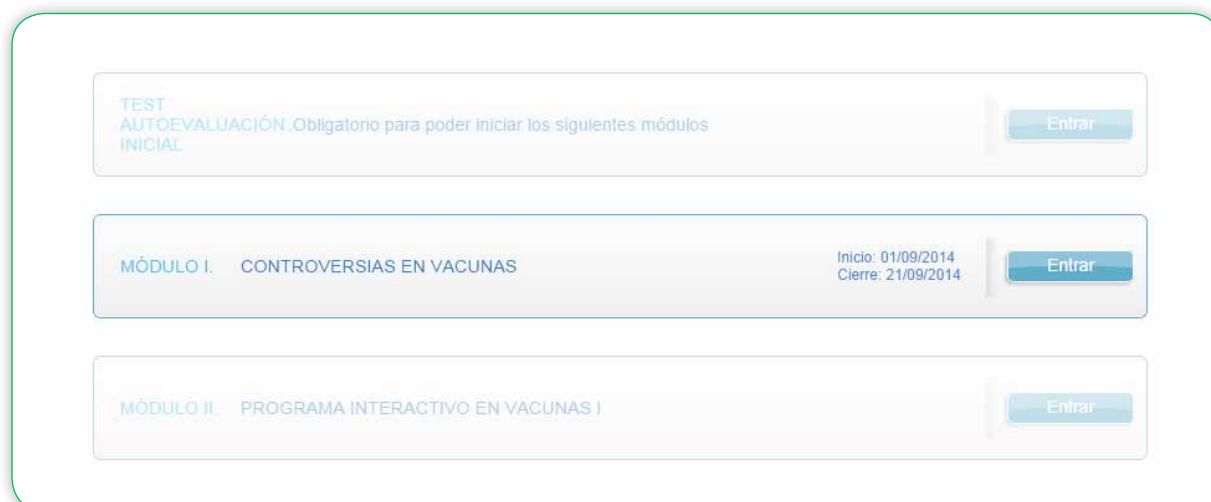 TEST
AUTOEVALUACIÓN.Obligatorio para poder iniciar los siguientes módulos
INICIAL
Entrar
MÓDULO I. CONTROVERSIAS EN VACUNAS
Inicio: 01/09/2014
Cierre: 21/09/2014
Entrar
MÓDULO II. PROGRAMA INTERACTIVO EN VACUNAS I
Entrar